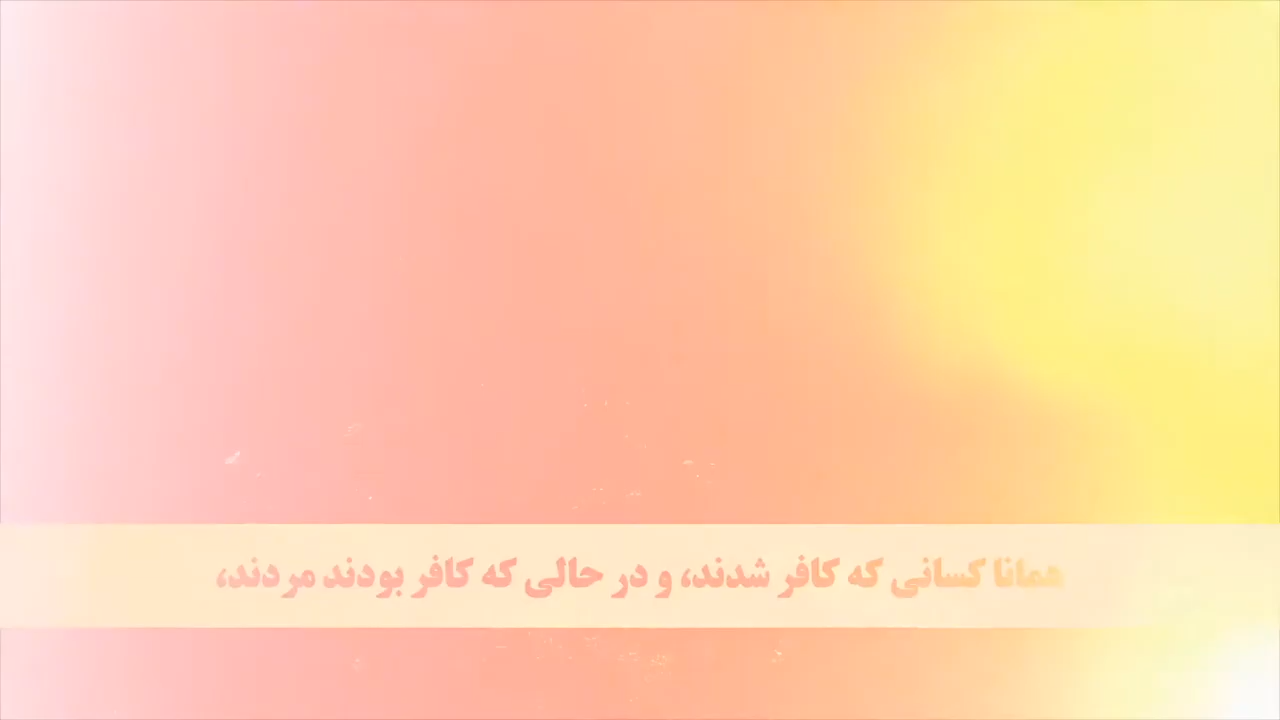 همانا کسانی که کافر شدند، و در حالی که کافر بودند مردند،